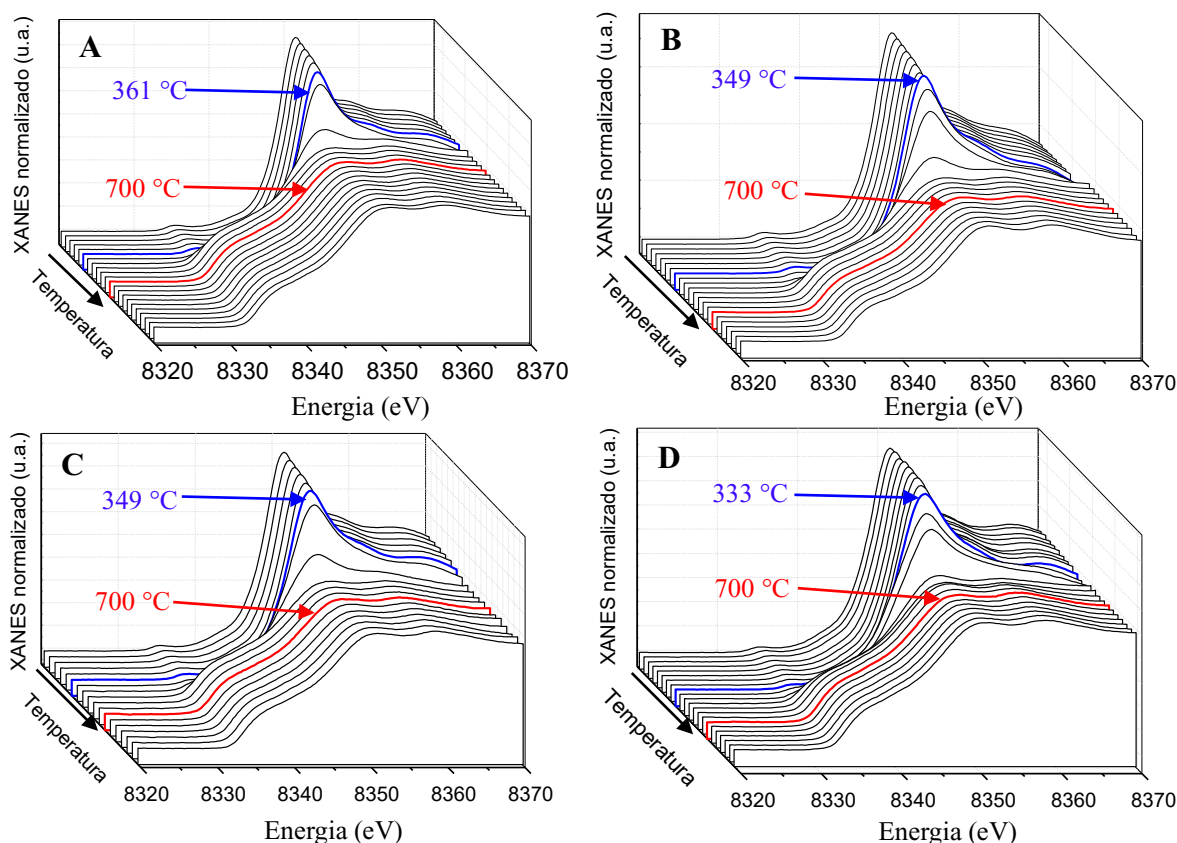 A
XANES normalizado (u.a.)
361 °C
700 °C
Temperatura
8320 8330 8340 8350 8360 8370
Energia (eV)
B
XANES normalizado (u.a.)
349 °C
700 °C
Temperatura
8320 8330 8340 8350 8360 8370
Energia (eV)
C
XANES normalizado (u.a.)
349 °C
700 °C
Temperatura
8320 8330 8340 8350 8360 8370
Energia (eV)
D
XANES normalizado (u.a.)
333 °C
700 °C
Temperatura
8320 8330 8340 8350 8360 8370
Energia (eV)